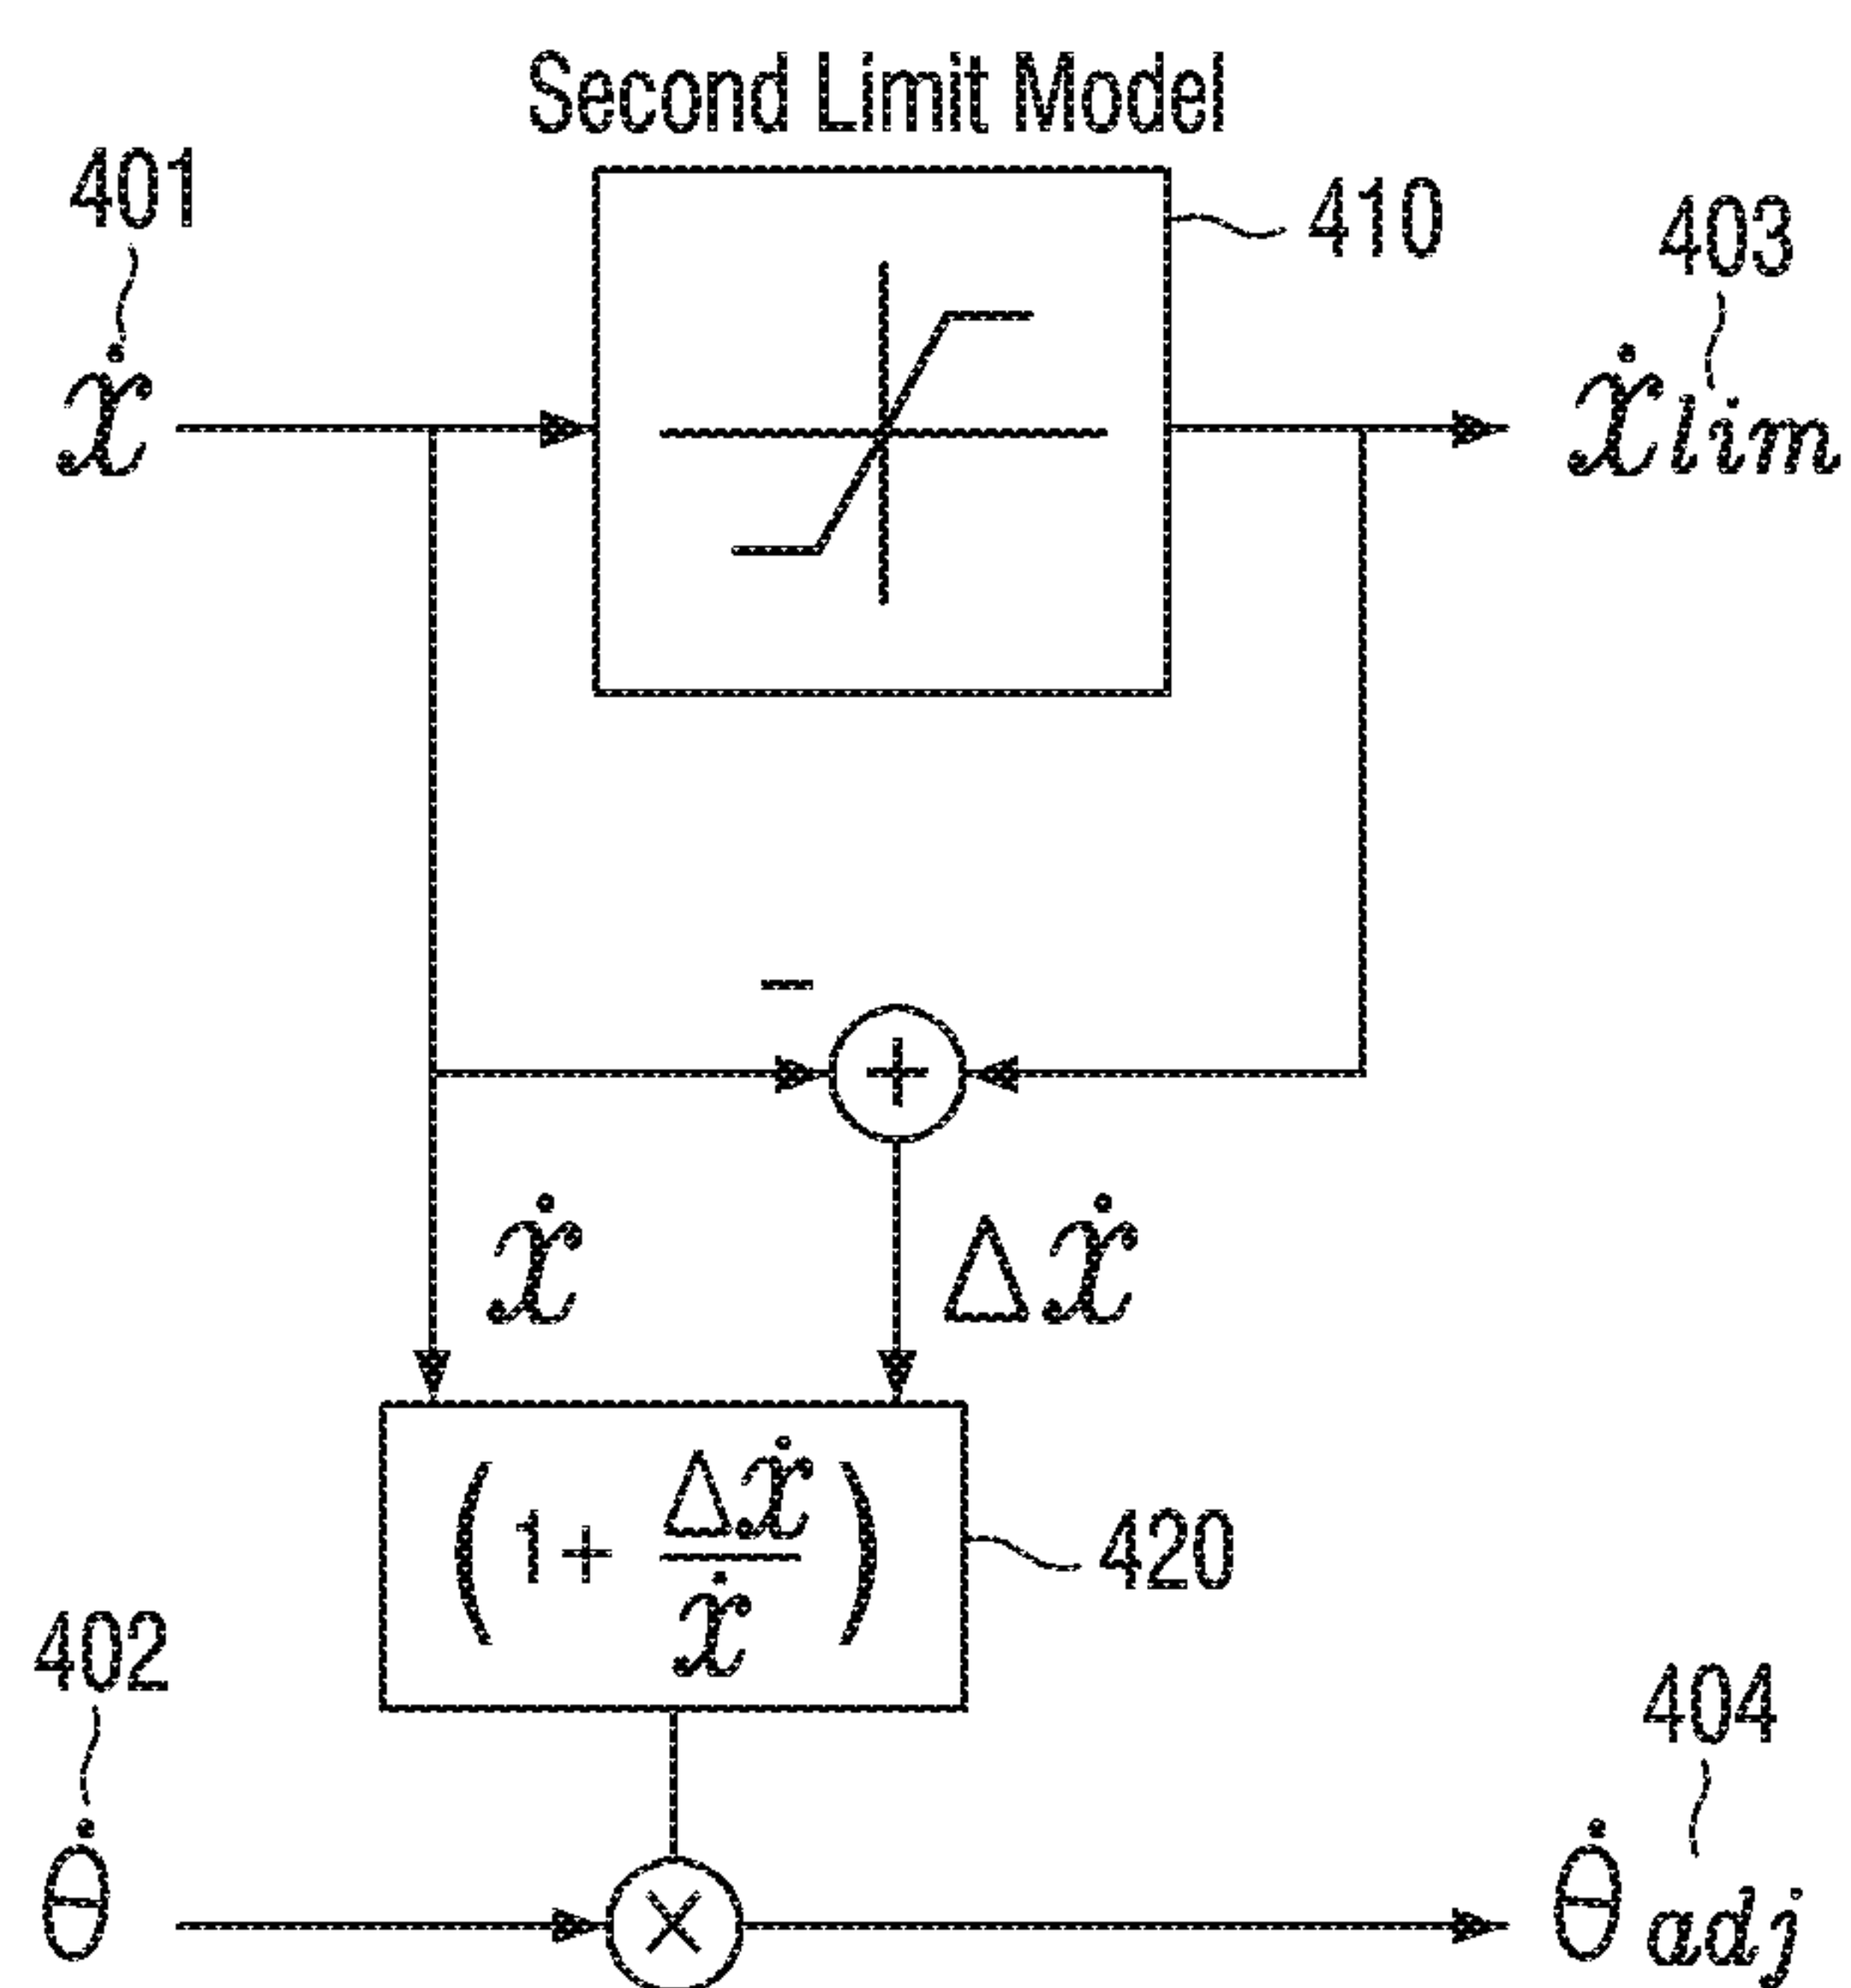 Second Limit Model
401
410
403
ẋ
ẋlim
−
+
ẋ
Δẋ
(1+ Δẋ/ẋ)
420
402
404
θ̇
×
θ̇adj